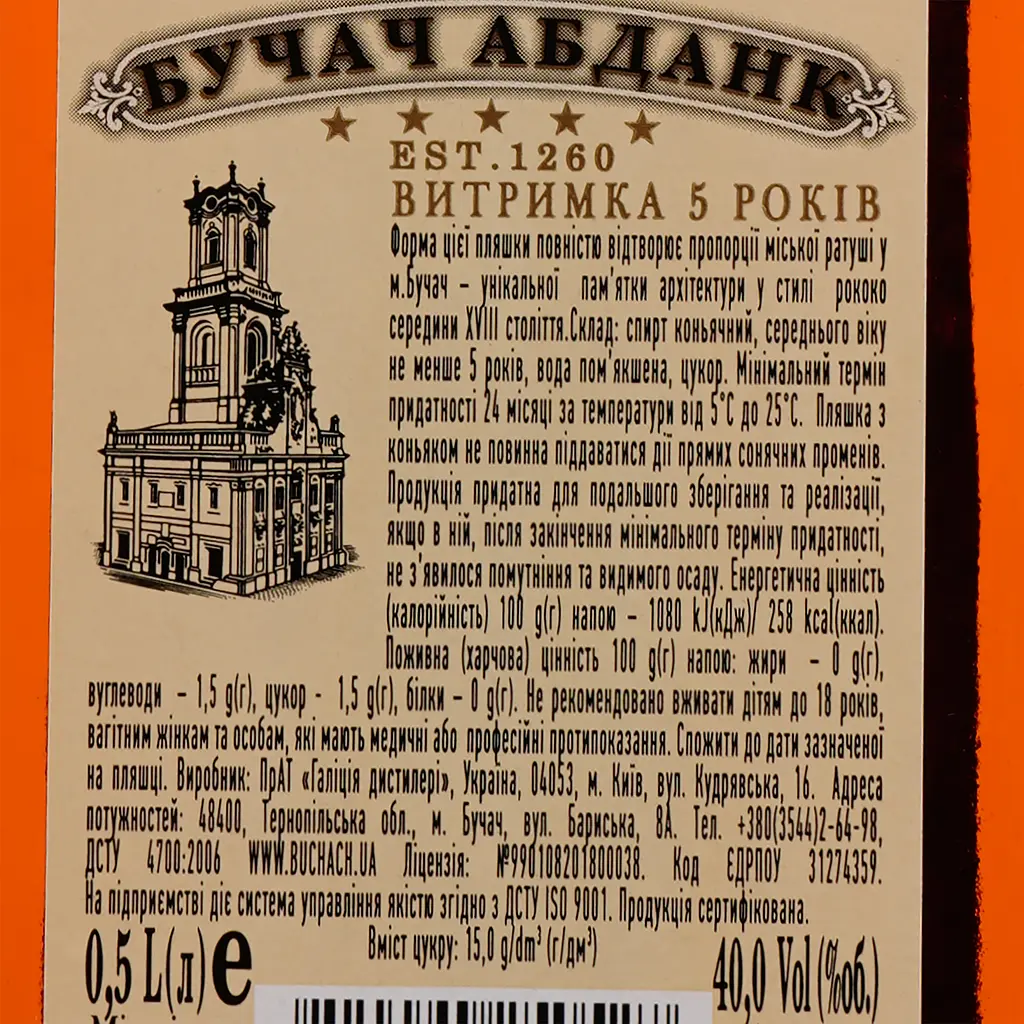 БУЧАЧ АБДАНК
EST.1260
ВИТРИМКА 5 РОКІВ
Форма цієї пляшки повністю відтворює пропорції міської ратуші у
м.Бучач – унікальної пам'ятки архітектури у стилі рококо
середини XVIII століття.Склад: спирт коньячний, середнього віку
не менше 5 років, вода пом'якшена, цукор. Мінімальний термін
придатності 24 місяці за температури від 5°С до 25°С. Пляшка з
коньяком не повинна піддаватися дії прямих сонячних променів.
Продукція придатна для подальшого зберігання та реалізації,
якщо в ній, після закінчення мінімального терміну придатності,
не з'явилося помутніння та видимого осаду. Енергетична цінність
(калорійність) 100 g(г) напою – 1080 kJ(кДж)/ 258 kcal(ккал).
Поживна (харчова) цінність 100 g(г) напою: жири – 0 g(г),
вуглеводи – 1,5 g(г), цукор - 1,5 g(г), білки – 0 g(г). Не рекомендовано вживати дітям до 18 років,
вагітним жінкам та особам, які мають медичні або професійні протипоказання. Спожити до дати зазначеної
на пляшці. Виробник: ПрАТ «Галіція дистилері», Україна, 04053, м. Київ, вул. Кудрявська, 16. Адреса
потужностей: 48400, Тернопільська обл., м. Бучач, вул. Бариська, 8А. Тел. +380(3544)2-64-98,
ДСТУ 4700:2006 WWW.BUCHACH.UA Ліцензія: №990108201800038. Код ЄДРПОУ 31274359.
На підприємстві діє система управління якістю згідно з ДСТУ ISO 9001. Продукція сертифікована.
Вміст цукру: 15,0 g/dm³ (г/дм³)
0,5 L(л) e 40,0 Vol (%об.)